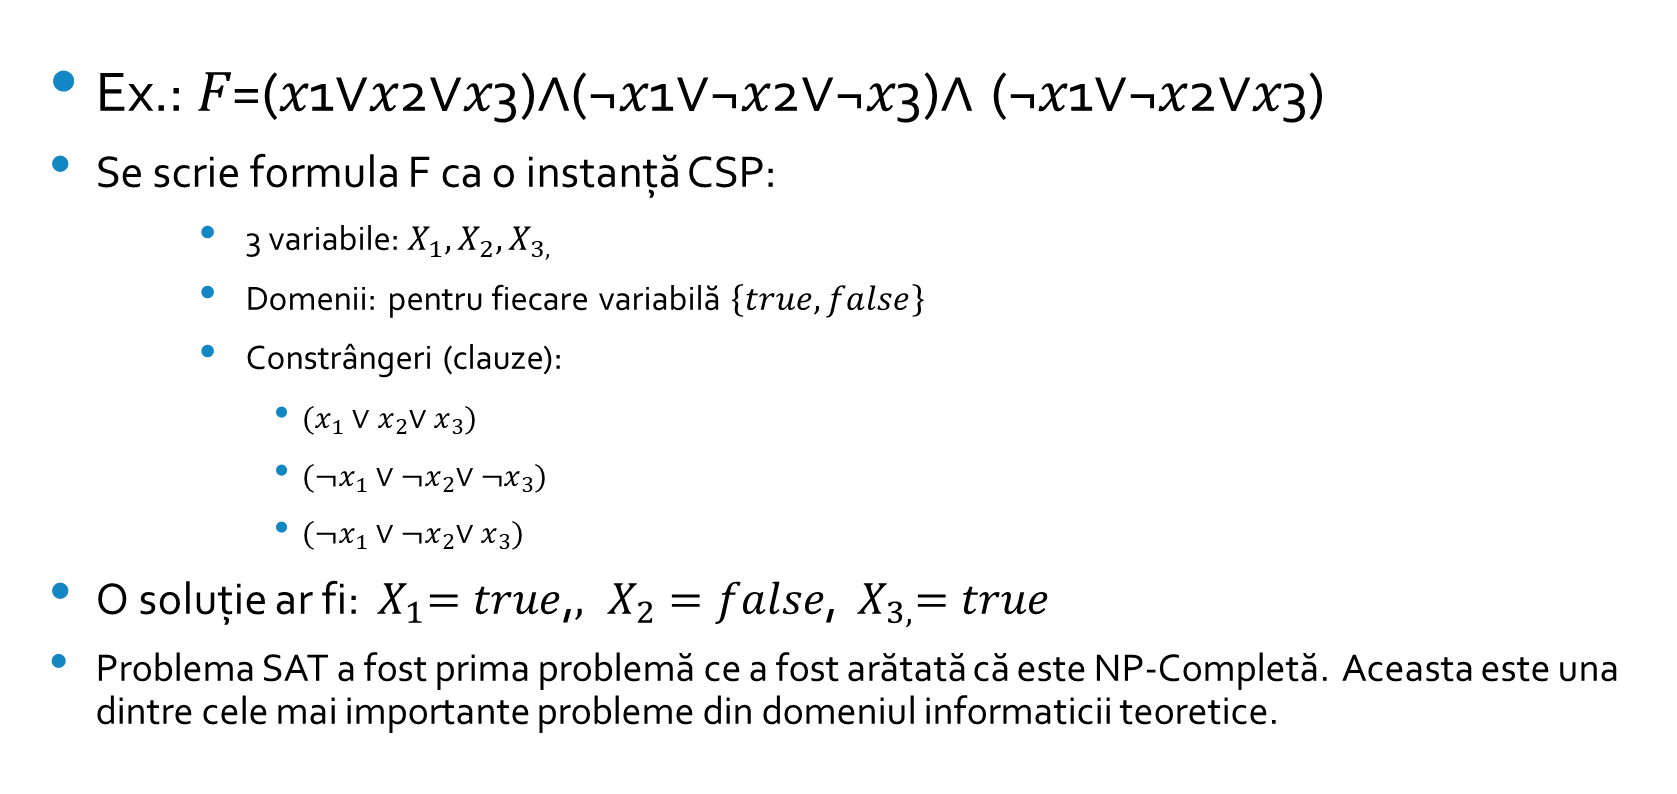 • Ex.: 𝐹=(𝑥1∨𝑥2∨𝑥3)∧(¬𝑥1∨¬𝑥2∨¬𝑥3)∧ (¬𝑥1∨¬𝑥2∨𝑥3)
• Se scrie formula F ca o instanță CSP:
• 3 variabile: 𝑋₁, 𝑋₂, 𝑋₃,
• Domenii: pentru fiecare variabilă {𝑡𝑟𝑢𝑒, 𝑓𝑎𝑙𝑠𝑒}
• Constrângeri (clauze):
• (𝑥₁ ∨ 𝑥₂∨ 𝑥₃)
• (¬𝑥₁ ∨ ¬𝑥₂∨ ¬𝑥₃)
• (¬𝑥₁ ∨ ¬𝑥₂∨ 𝑥₃)
• O soluție ar fi: 𝑋₁= 𝑡𝑟𝑢𝑒,, 𝑋₂ = 𝑓𝑎𝑙𝑠𝑒, 𝑋₃,= 𝑡𝑟𝑢𝑒
• Problema SAT a fost prima problemă ce a fost arătată că este NP-Completă. Aceasta este una
dintre cele mai importante probleme din domeniul informaticii teoretice.